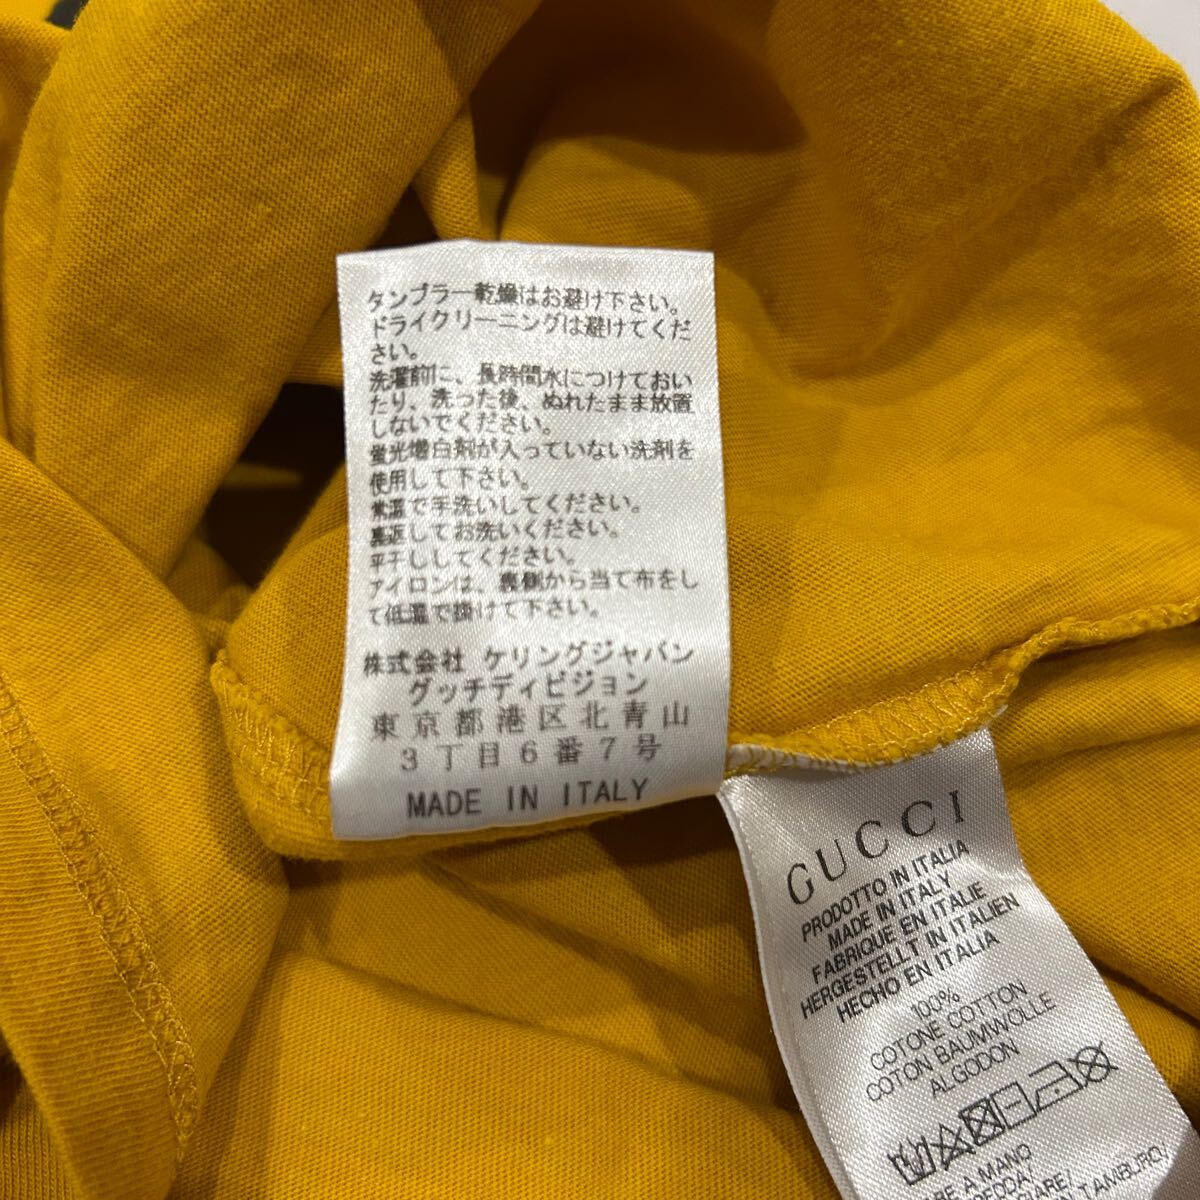 タンブラー乾燥はお避け下さい。
ドライクリーニングは避けてくだ
さい。
洗濯前に、長時間水につけておい
たり、洗った後、ぬれたまま放置
しないでください。
蛍光増白剤が入っていない洗剤を
使用して下さい。
常温で手洗いしてください。
裏返してお洗いください。
平干ししてください。
アイロンは、裏側から当て布をし
て低温で掛けて下さい。
株式会社 ケリングジャパン
グッチディビジョン
東京都港区北青山
3丁目6番7号
MADE IN ITALY
GUCCI
PRODOTTO IN ITALIA
MADE IN ITALY
FABRIQUE EN ITALIE
HERGESTELLT IN ITALIEN
HECHO EN ITALIA
100%
COTONE COTTON
COTON BAUMWOLLE
ALGODON
A MANO
TAMBURO/